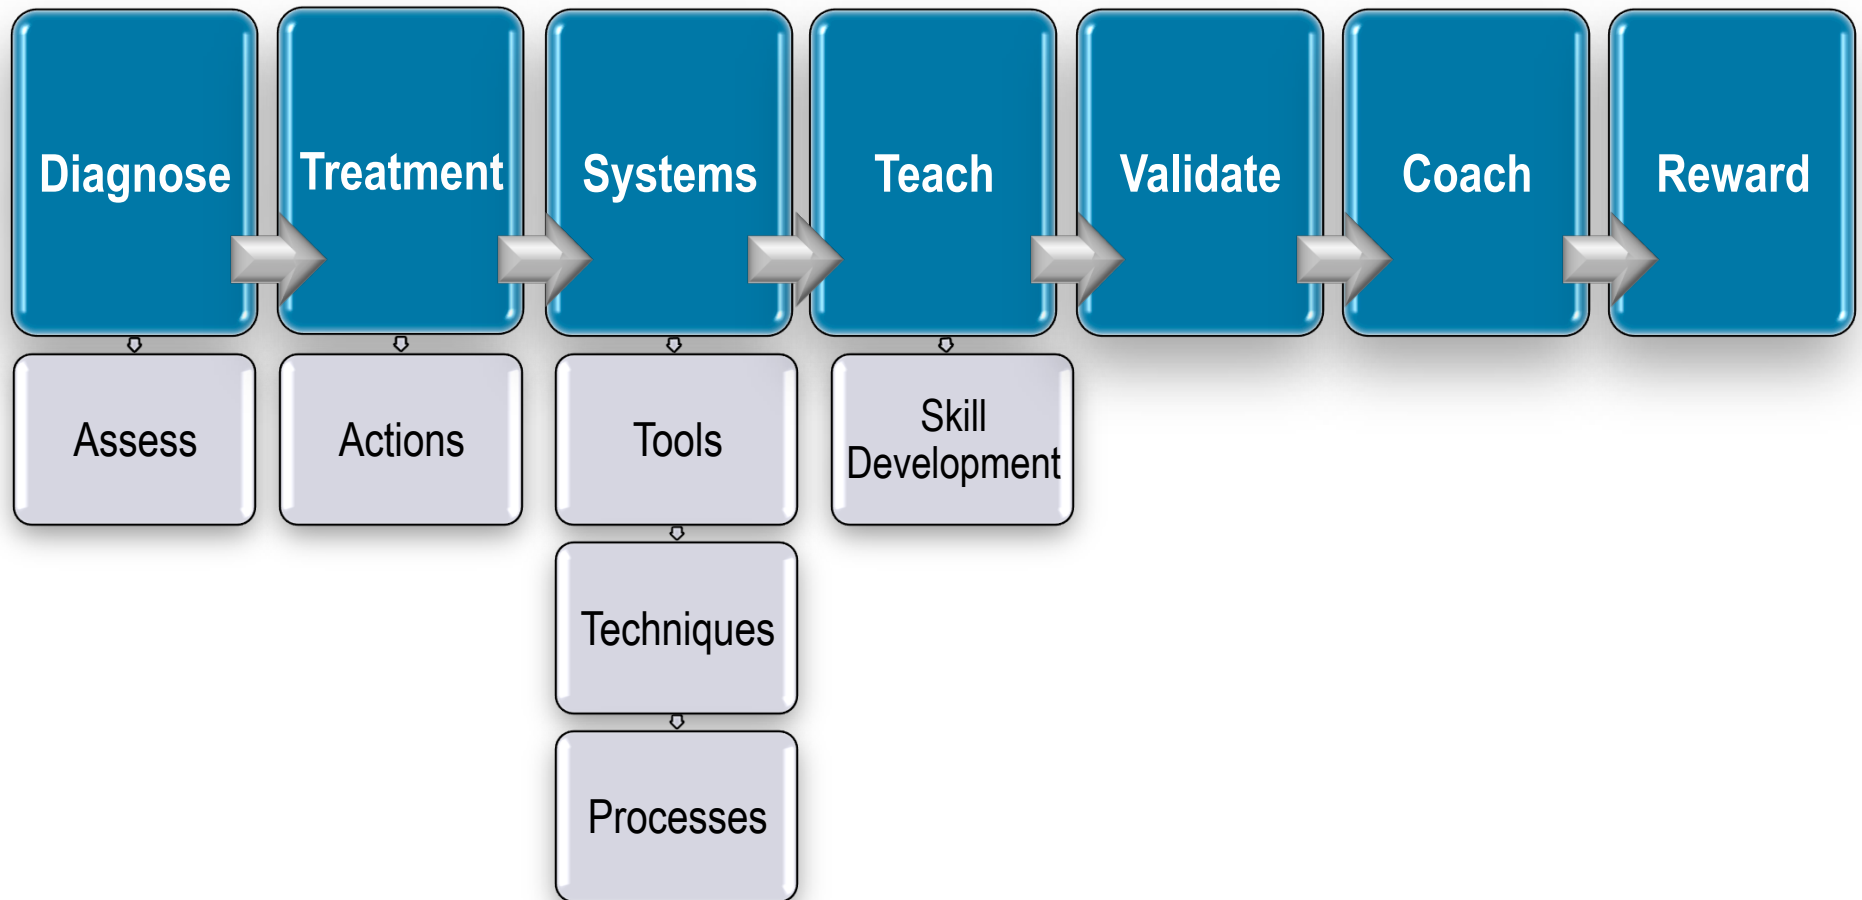 Diagnose
Treatment
Systems
Teach
Validate
Coach
Reward
Assess
Actions
Tools
Skill
Development
Techniques
Processes